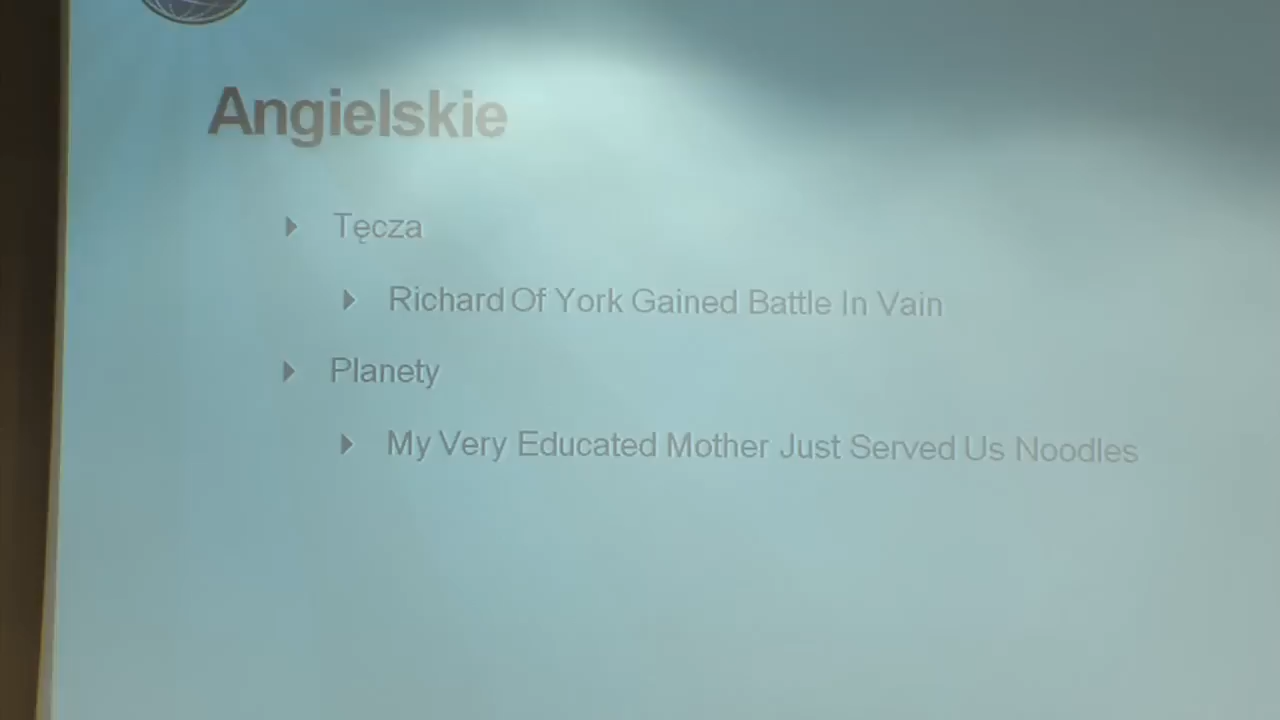 Angielskie
Tęcza
Richard Of York Gained Battle In Vain
Planety
My Very Educated Mother Just Served Us Noodles